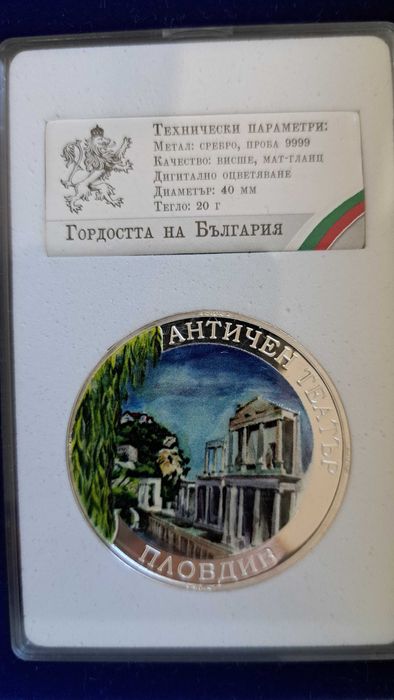 Технически параметри:
Метал: сребро, проба 9999
Качество: висше, мат-гланц
Дигитално оцветяване
Диаметър: 40 мм
Тегло: 20 г
Гордостта на България
АНТИЧЕН ТЕАТЪР
ПЛОВДИВ